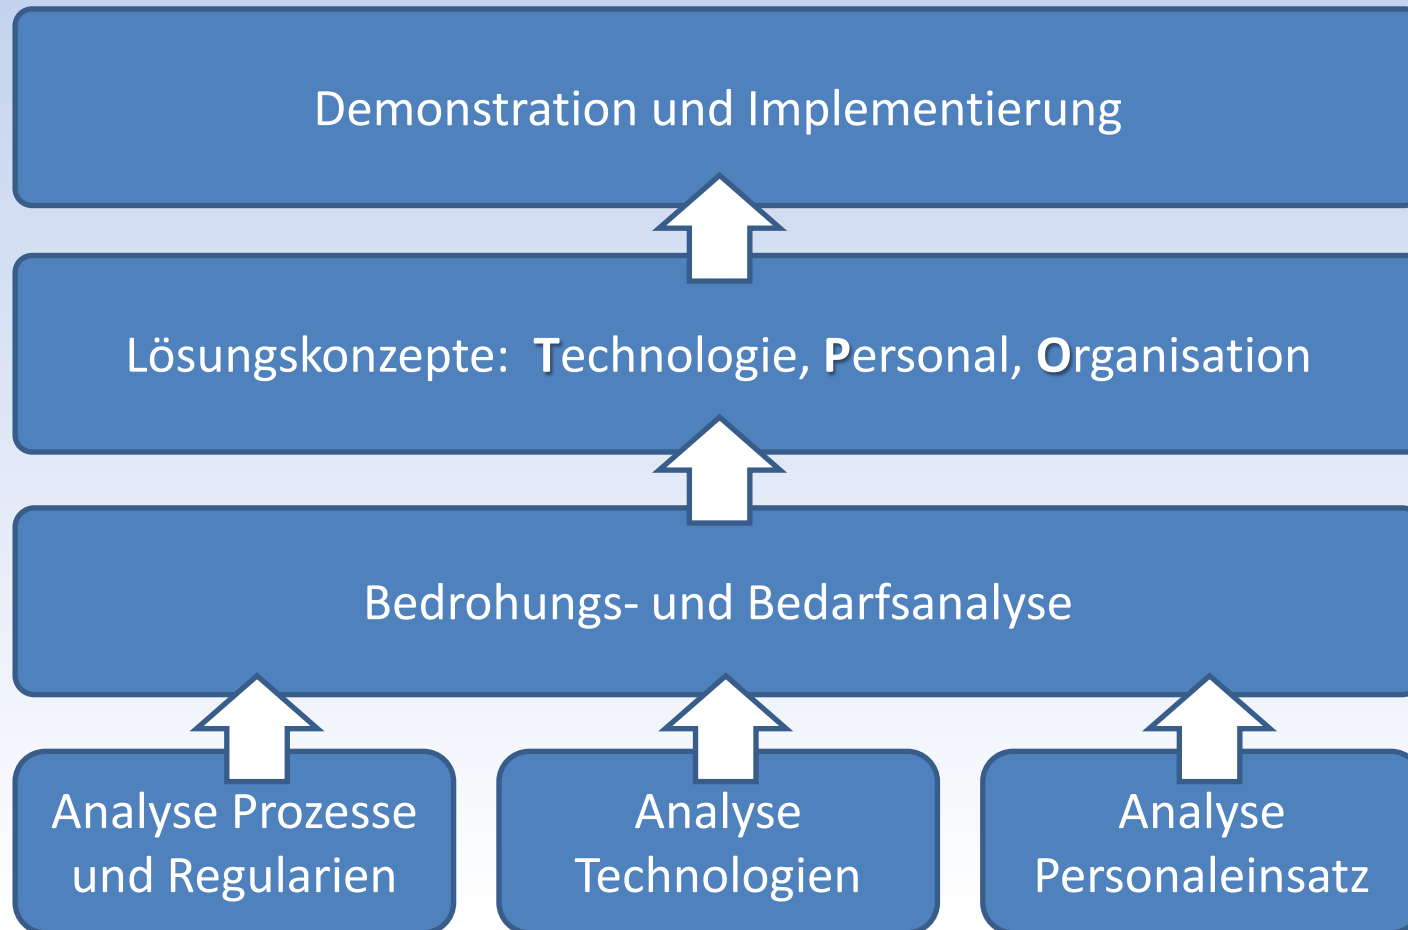 Demonstration und Implementierung
Lösungskonzepte: Technologie, Personal, Organisation
Bedrohungs- und Bedarfsanalyse
Analyse Prozesse
und Regularien
Analyse
Technologien
Analyse
Personaleinsatz